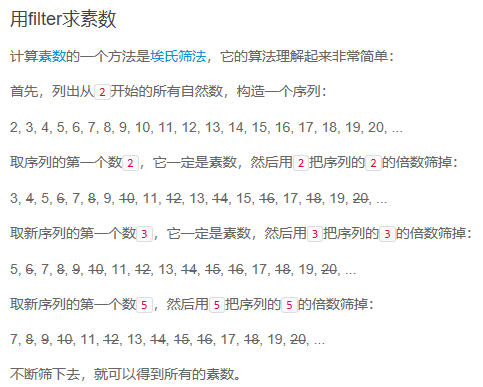 用filter求素数
计算素数的一个方法是埃氏筛法，它的算法理解起来非常简单：
首先，列出从2开始的所有自然数，构造一个序列：
2, 3, 4, 5, 6, 7, 8, 9, 10, 11, 12, 13, 14, 15, 16, 17, 18, 19, 20, ...
取序列的第一个数2，它一定是素数，然后用2把序列的2的倍数筛掉：
3, 4, 5, 6, 7, 8, 9, 10, 11, 12, 13, 14, 15, 16, 17, 18, 19, 20, ...
取新序列的第一个数3，它一定是素数，然后用3把序列的3的倍数筛掉：
5, 6, 7, 8, 9, 10, 11, 12, 13, 14, 15, 16, 17, 18, 19, 20, ...
取新序列的第一个数5，然后用5把序列的5的倍数筛掉：
7, 8, 9, 10, 11, 12, 13, 14, 15, 16, 17, 18, 19, 20, ...
不断筛下去，就可以得到所有的素数。